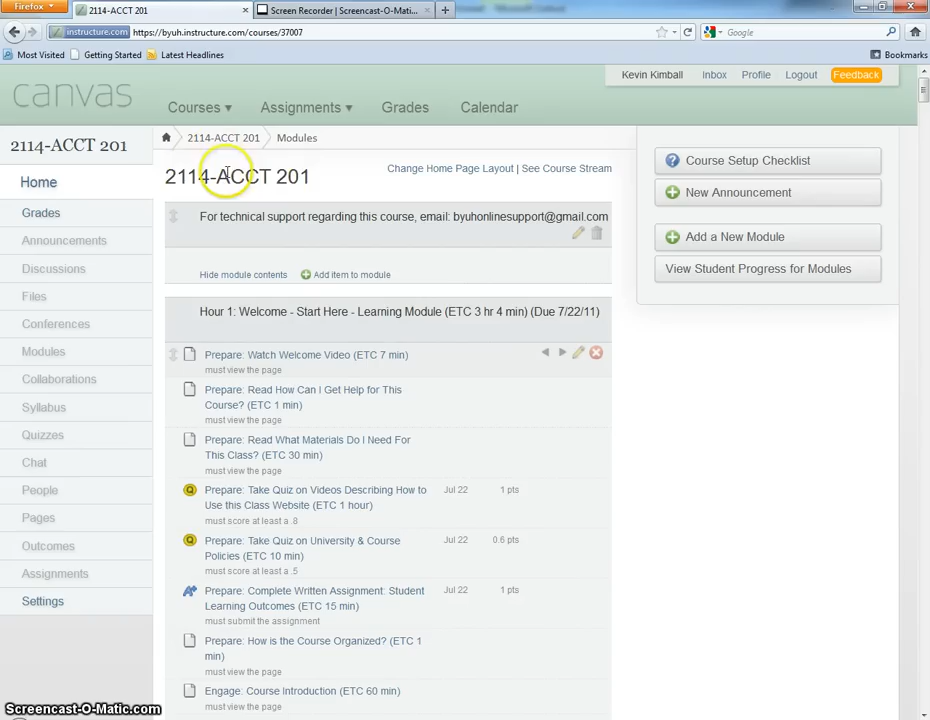 Firefox
2114-ACCT 201
Screen Recorder | Screencast-O-Mati...
instructure.com
https://byuh.instructure.com/courses/37007
Google
Most Visited
Getting Started
Latest Headlines
Bookmarks
Kevin Kimball
Inbox
Profile
Logout
Feedback
canvas
Courses
Assignments
Grades
Calendar
2114-ACCT 201
Home
Grades
Announcements
Discussions
Files
Conferences
Modules
Collaborations
Syllabus
Quizzes
Chat
People
Pages
Outcomes
Assignments
Settings
2114-ACCT 201
Modules
2114-ACCT 201
Change Home Page Layout | See Course Stream
For technical support regarding this course, email: byuhonlinesupport@gmail.com
Hide module contents
Add item to module
Hour 1: Welcome - Start Here - Learning Module (ETC 3 hr 4 min) (Due 7/22/11)
Prepare: Watch Welcome Video (ETC 7 min)
must view the page
Prepare: Read How Can I Get Help for This
Course? (ETC 1 min)
must view the page
Prepare: Read What Materials Do I Need For
This Class? (ETC 30 min)
must view the page
Prepare: Take Quiz on Videos Describing How to
Use this Class Website (ETC 1 hour)
Jul 22
1 pts
must score at least a .8
Prepare: Take Quiz on University & Course
Policies (ETC 10 min)
Jul 22
0.6 pts
must score at least a .5
Prepare: Complete Written Assignment: Student
Learning Outcomes (ETC 15 min)
Jul 22
1 pts
must submit the assignment
Prepare: How is the Course Organized? (ETC 1
min)
must view the page
Engage: Course Introduction (ETC 60 min)
must view the page
Course Setup Checklist
New Announcement
Add a New Module
View Student Progress for Modules
Screencast-O-Matic.com